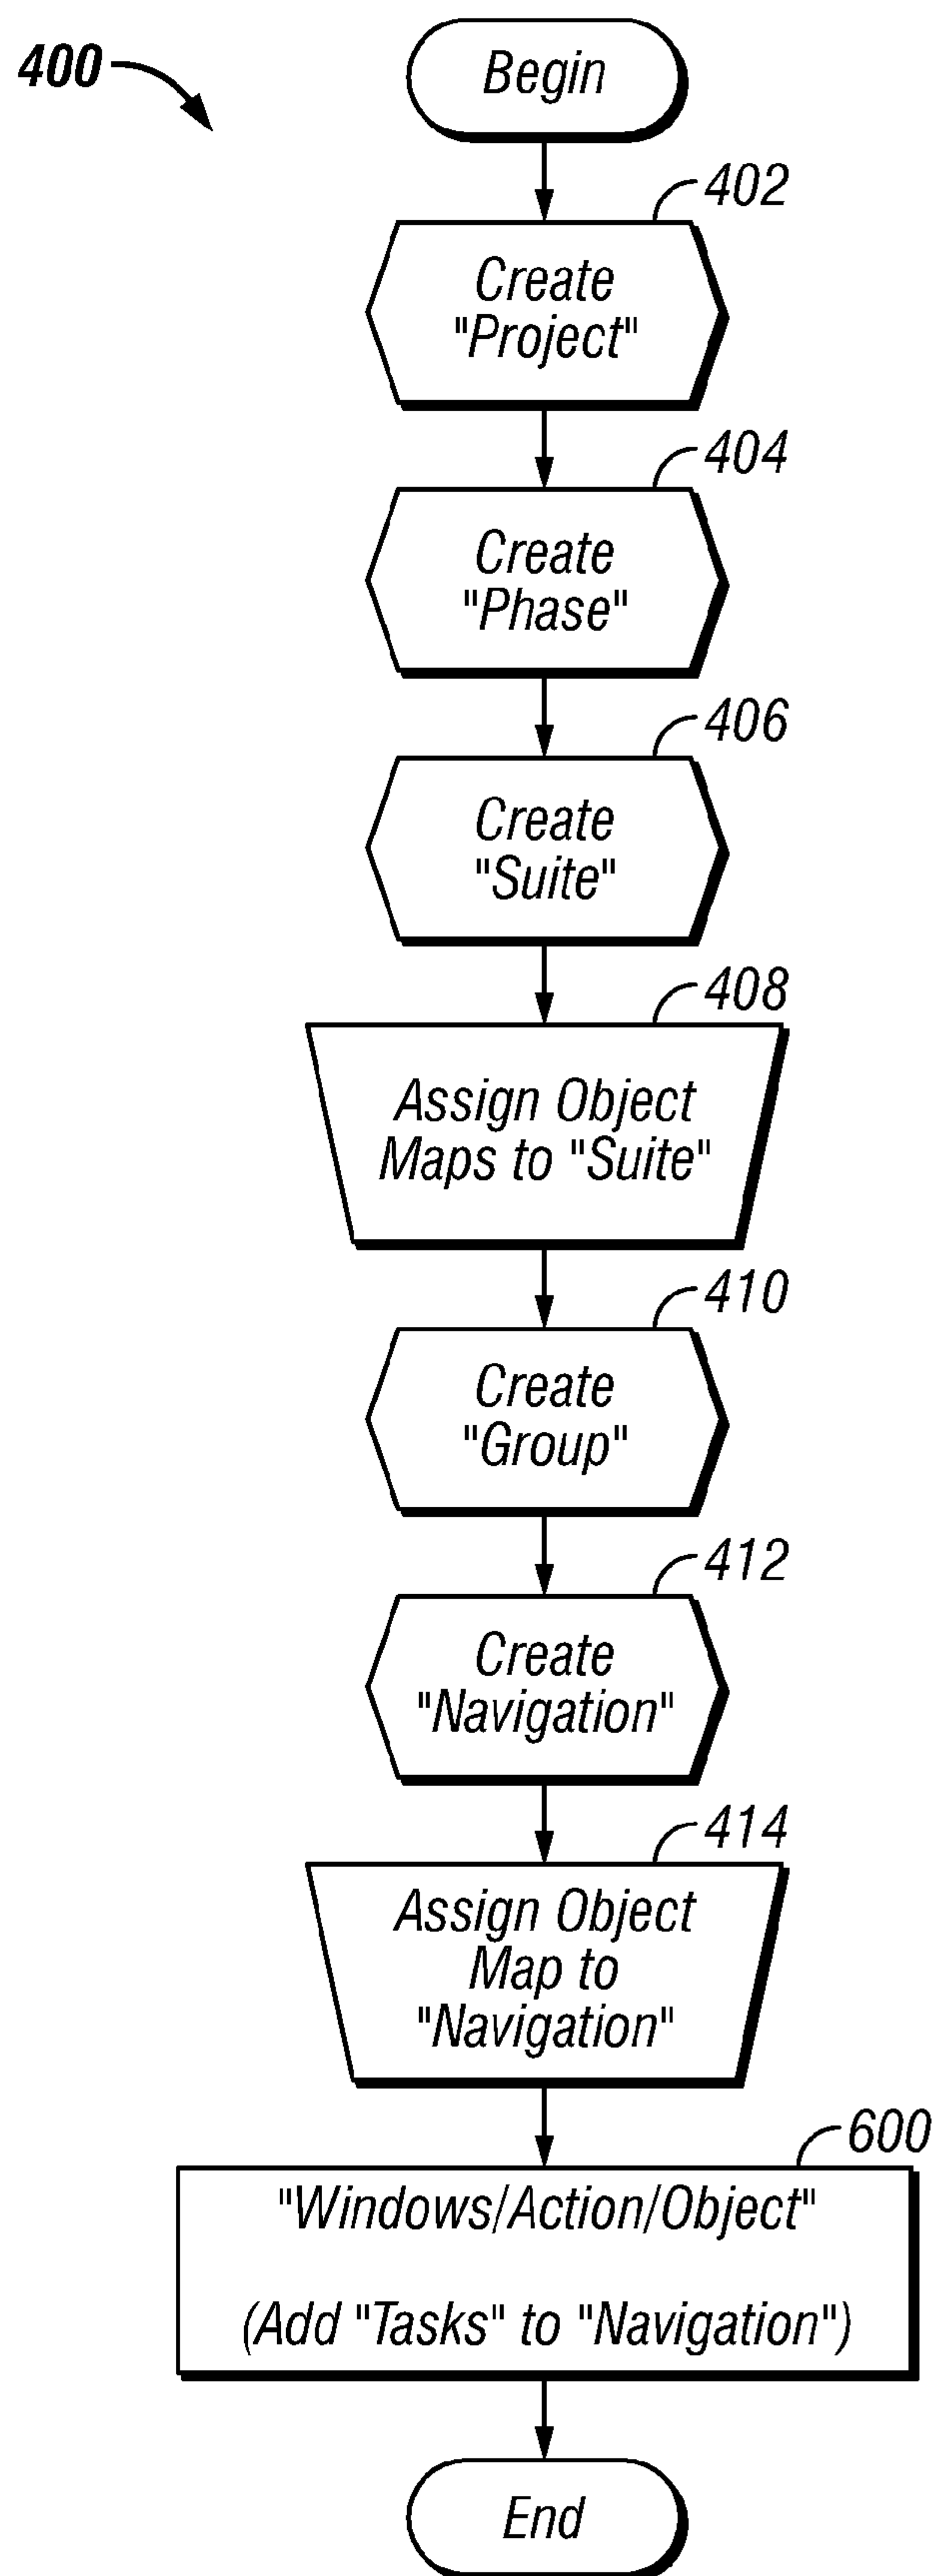 400
Begin
402
Create
"Project"
404
Create
"Phase"
406
Create
"Suite"
408
Assign Object
Maps to "Suite"
410
Create
"Group"
412
Create
"Navigation"
414
Assign Object
Map to
"Navigation"
600
"Windows/Action/Object"
(Add "Tasks" to "Navigation")
End